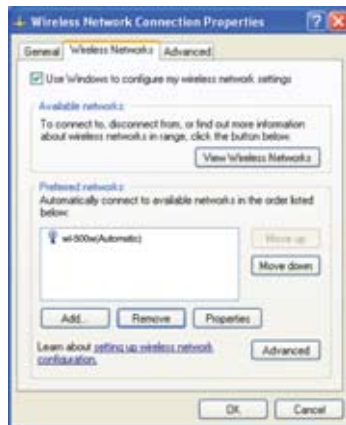 Wireless Network Connection Properties
General Wireless Networks Advanced
Use Windows to configure my wireless network settings
Available networks:
To connect to, disconnect from, or find out more information
about wireless networks in range, click the button below.
View Wireless Networks
Preferred networks:
Automatically connect to available networks in the order listed
below:
wl-500w(Automatic)
Move up
Move down
Add... Remove Properties
Learn about setting up wireless network
configuration.
Advanced
OK Cancel